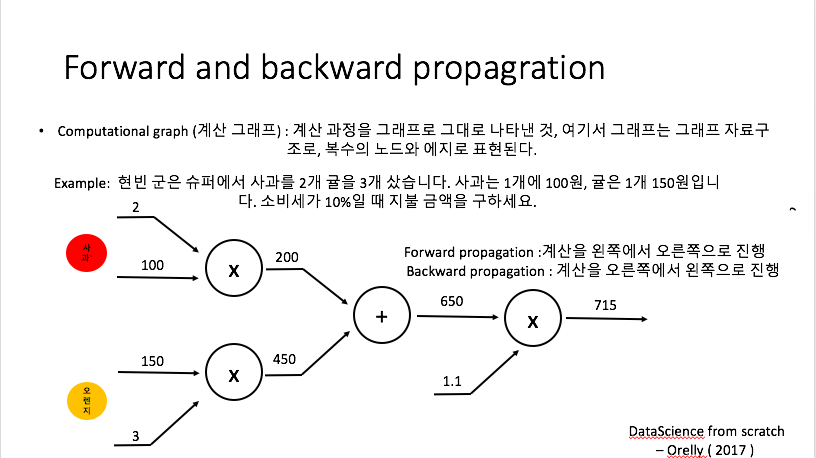 Forward and backward propagration
• Computational graph (계산 그래프) : 계산 과정을 그래프로 그대로 나타낸 것, 여기서 그래프는 그래프 자료구
조로, 복수의 노드와 에지로 표현된다.
Example: 현빈 군은 슈퍼에서 사과를 2개 귤을 3개 샀습니다. 사과는 1개에 100원, 귤은 1개 150원입니
다. 소비세가 10%일 때 지불 금액을 구하세요.
2
사
과
100
X
200
Forward propagation :계산을 왼쪽에서 오른쪽으로 진행
Backward propagation : 계산을 오른쪽에서 왼쪽으로 진행
+
650
X
715
150
X
450
1.1
오
렌
지
3
DataScience from scratch
– Orelly ( 2017 )